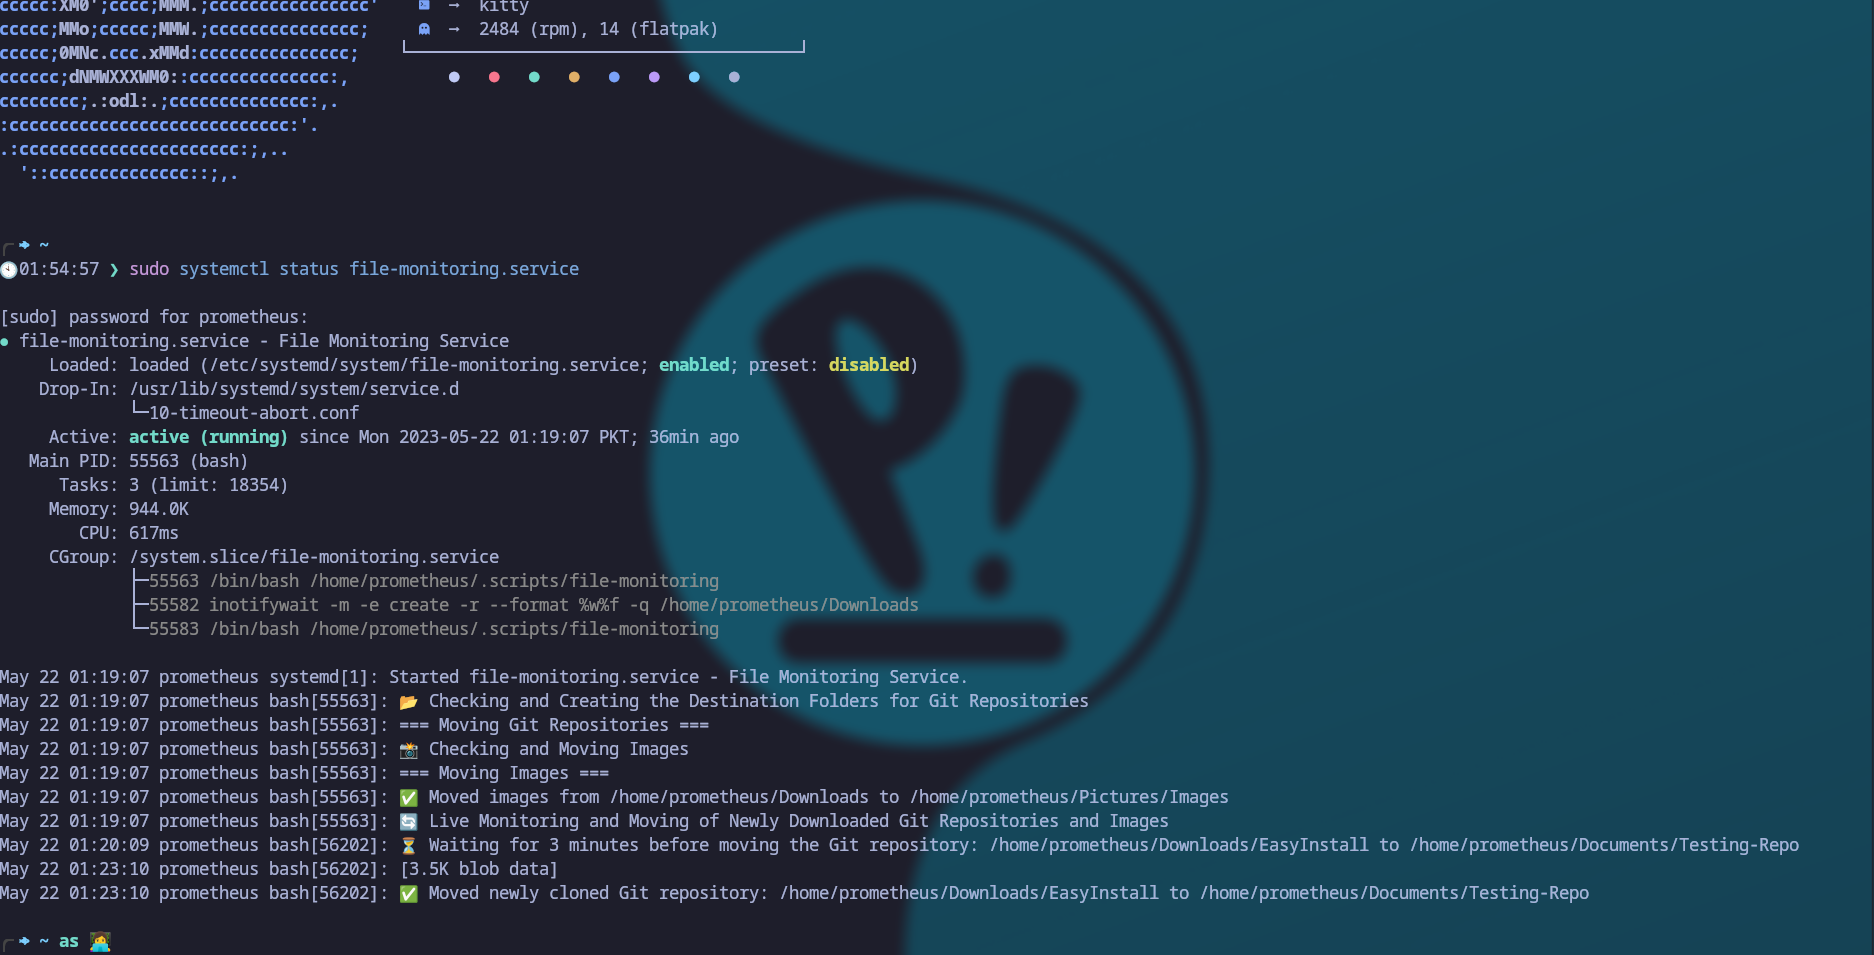 ccccc:XM0';cccc;MMM.;cccccccccccccccc'    →  kitty
ccccc;MMo;ccccc;MMW.;ccccccccccccccc;    →  2484 (rpm), 14 (flatpak)
ccccc;0MNc.ccc.xMMd:ccccccccccccccc;
cccccc;dNMWXXXWM0::cccccccccccccc:,
cccccccc;.:odl:.;cccccccccccccc:,.
:cccccccccccccccccccccccccccc:'.
.:cccccccccccccccccccccc:;,..
  '::cccccccccccccc::;,.
~
01:54:57 ❯ sudo systemctl status file-monitoring.service
[sudo] password for prometheus:
● file-monitoring.service - File Monitoring Service
     Loaded: loaded (/etc/systemd/system/file-monitoring.service; enabled; preset: disabled)
    Drop-In: /usr/lib/systemd/system/service.d
             └─10-timeout-abort.conf
     Active: active (running) since Mon 2023-05-22 01:19:07 PKT; 36min ago
   Main PID: 55563 (bash)
      Tasks: 3 (limit: 18354)
     Memory: 944.0K
        CPU: 617ms
     CGroup: /system.slice/file-monitoring.service
             ├─55563 /bin/bash /home/prometheus/.scripts/file-monitoring
             ├─55582 inotifywait -m -e create -r --format %w%f -q /home/prometheus/Downloads
             └─55583 /bin/bash /home/prometheus/.scripts/file-monitoring
May 22 01:19:07 prometheus systemd[1]: Started file-monitoring.service - File Monitoring Service.
May 22 01:19:07 prometheus bash[55563]: 📂 Checking and Creating the Destination Folders for Git Repositories
May 22 01:19:07 prometheus bash[55563]: === Moving Git Repositories ===
May 22 01:19:07 prometheus bash[55563]: 📸 Checking and Moving Images
May 22 01:19:07 prometheus bash[55563]: === Moving Images ===
May 22 01:19:07 prometheus bash[55563]: ✅ Moved images from /home/prometheus/Downloads to /home/prometheus/Pictures/Images
May 22 01:19:07 prometheus bash[55563]: 🔄 Live Monitoring and Moving of Newly Downloaded Git Repositories and Images
May 22 01:20:09 prometheus bash[56202]: ⏳ Waiting for 3 minutes before moving the Git repository: /home/prometheus/Downloads/EasyInstall to /home/prometheus/Documents/Testing-Repo
May 22 01:23:10 prometheus bash[56202]: [3.5K blob data]
May 22 01:23:10 prometheus bash[56202]: ✅ Moved newly cloned Git repository: /home/prometheus/Downloads/EasyInstall to /home/prometheus/Documents/Testing-Repo
~ as 👩‍💻